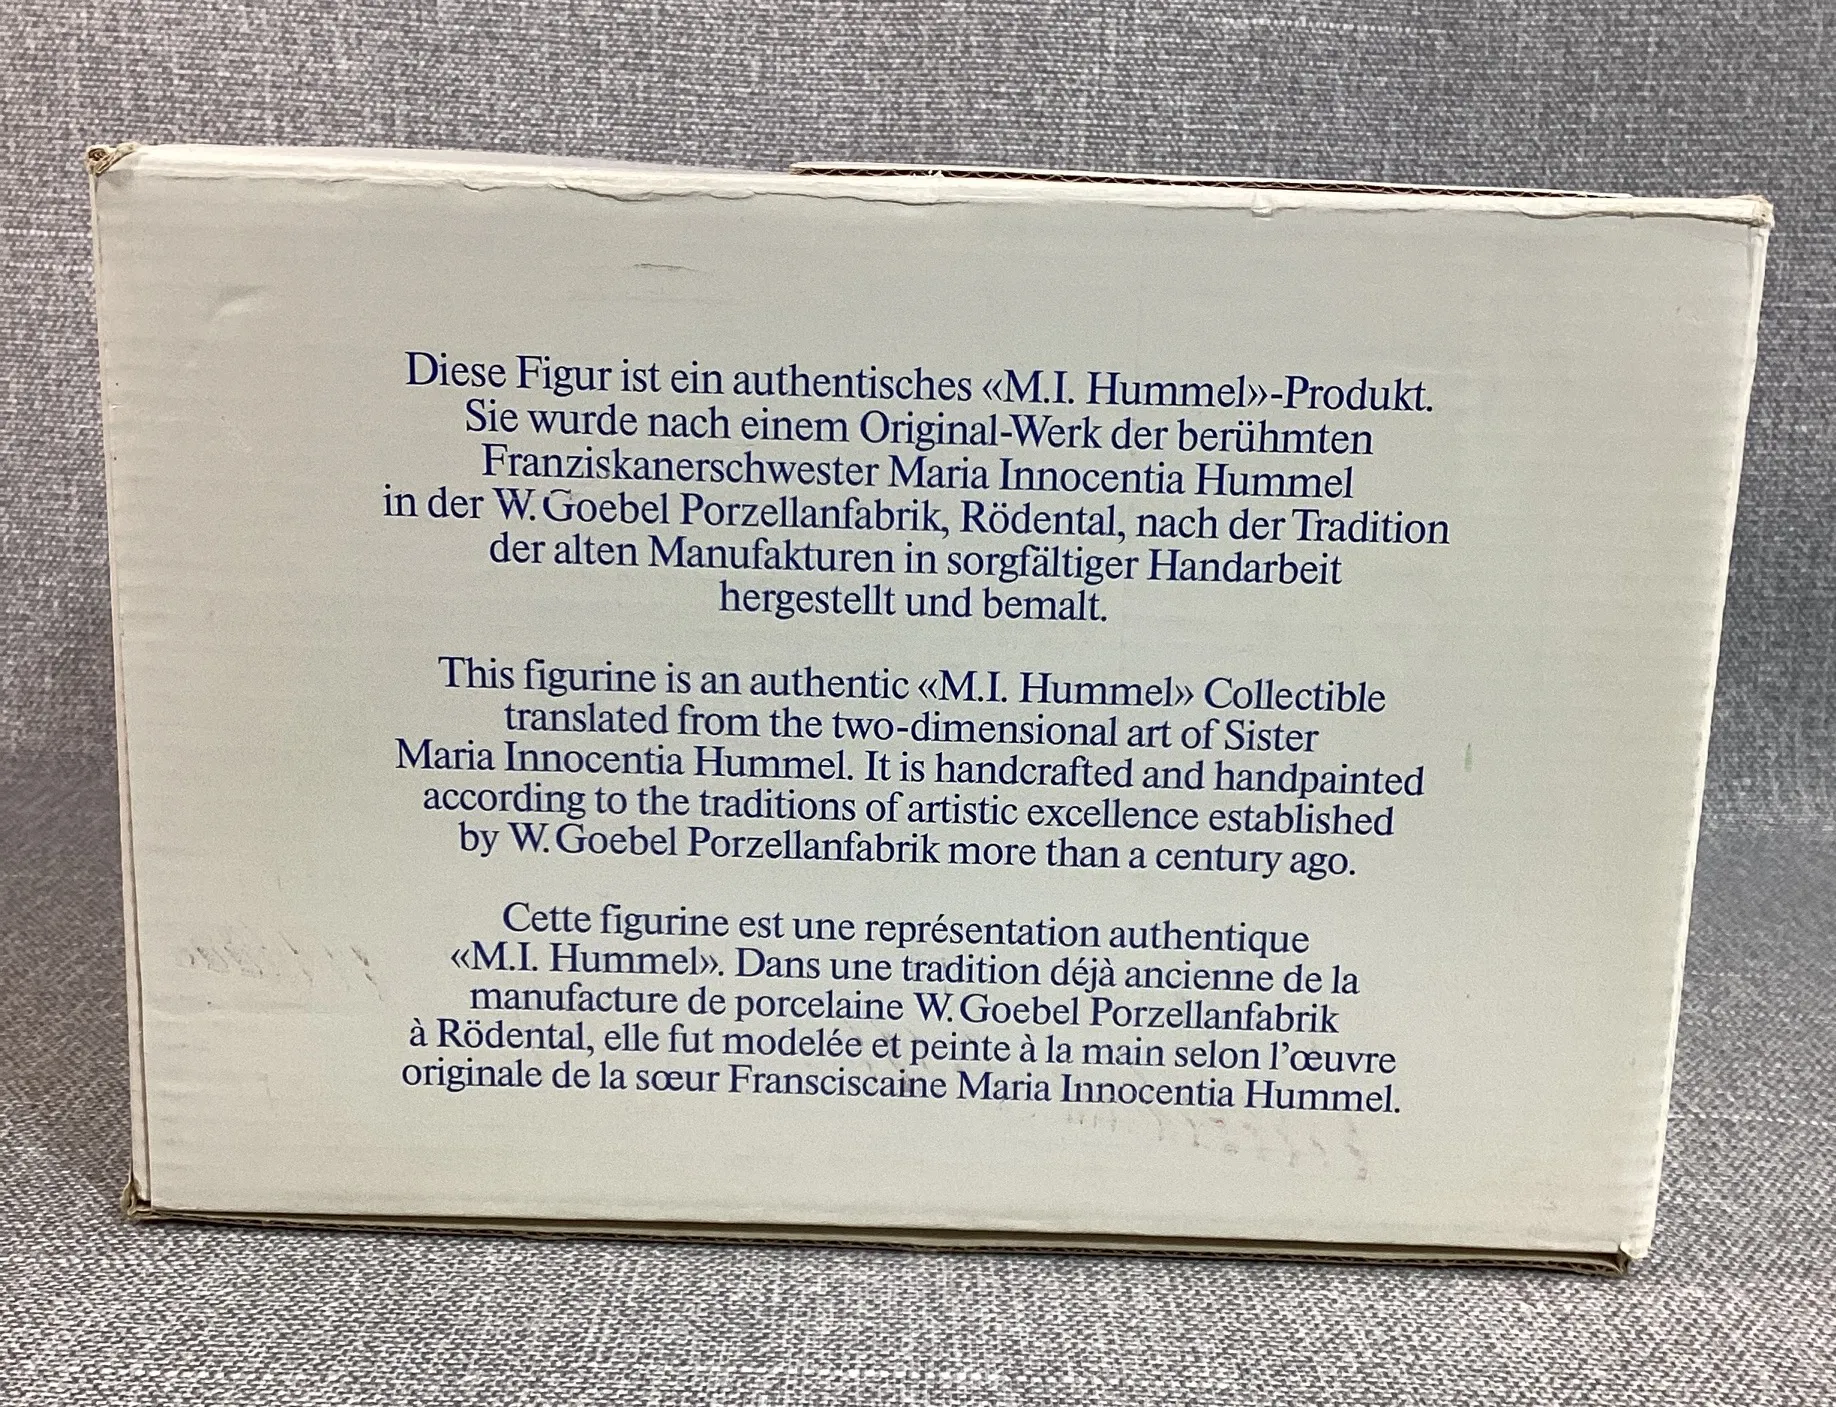 Diese Figur ist ein authentisches «M.I. Hummel»-Produkt.
Sie wurde nach einem Original-Werk der berühmten
Franziskanerschwester Maria Innocentia Hummel
in der W. Goebel Porzellanfabrik, Rödental, nach der Tradition
der alten Manufakturen in sorgfältiger Handarbeit
hergestellt und bemalt.
This figurine is an authentic «M.I. Hummel» Collectible
translated from the two-dimensional art of Sister
Maria Innocentia Hummel. It is handcrafted and handpainted
according to the traditions of artistic excellence established
by W. Goebel Porzellanfabrik more than a century ago.
Cette figurine est une représentation authentique
«M.I. Hummel». Dans une tradition déjà ancienne de la
manufacture de porcelaine W. Goebel Porzellanfabrik
à Rödental, elle fut modelée et peinte à la main selon l'œuvre
originale de la sœur Fransciscaine Maria Innocentia Hummel.